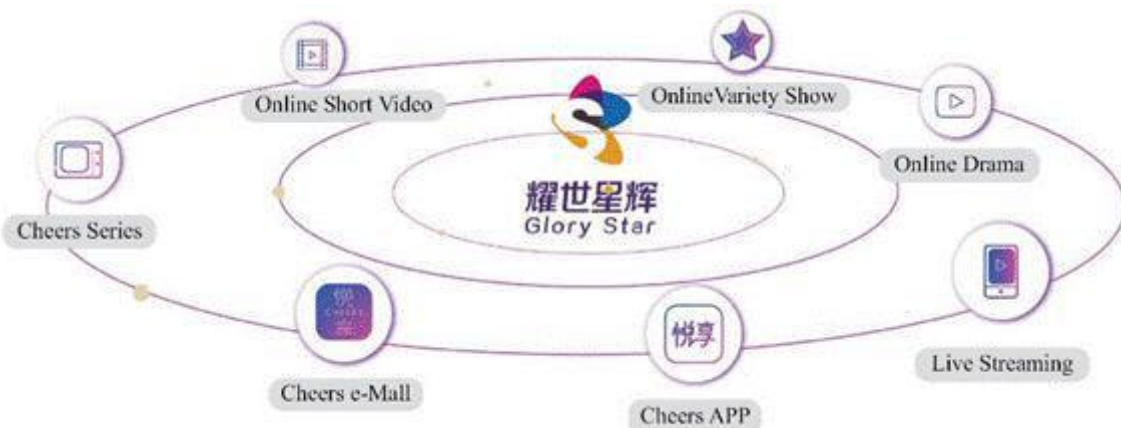 Online Short Video
OnlineVariety Show
Online Drama
Cheers Series
耀世星辉
Glory Star
Live Streaming
Cheers e-Mall
悦享
Cheers APP